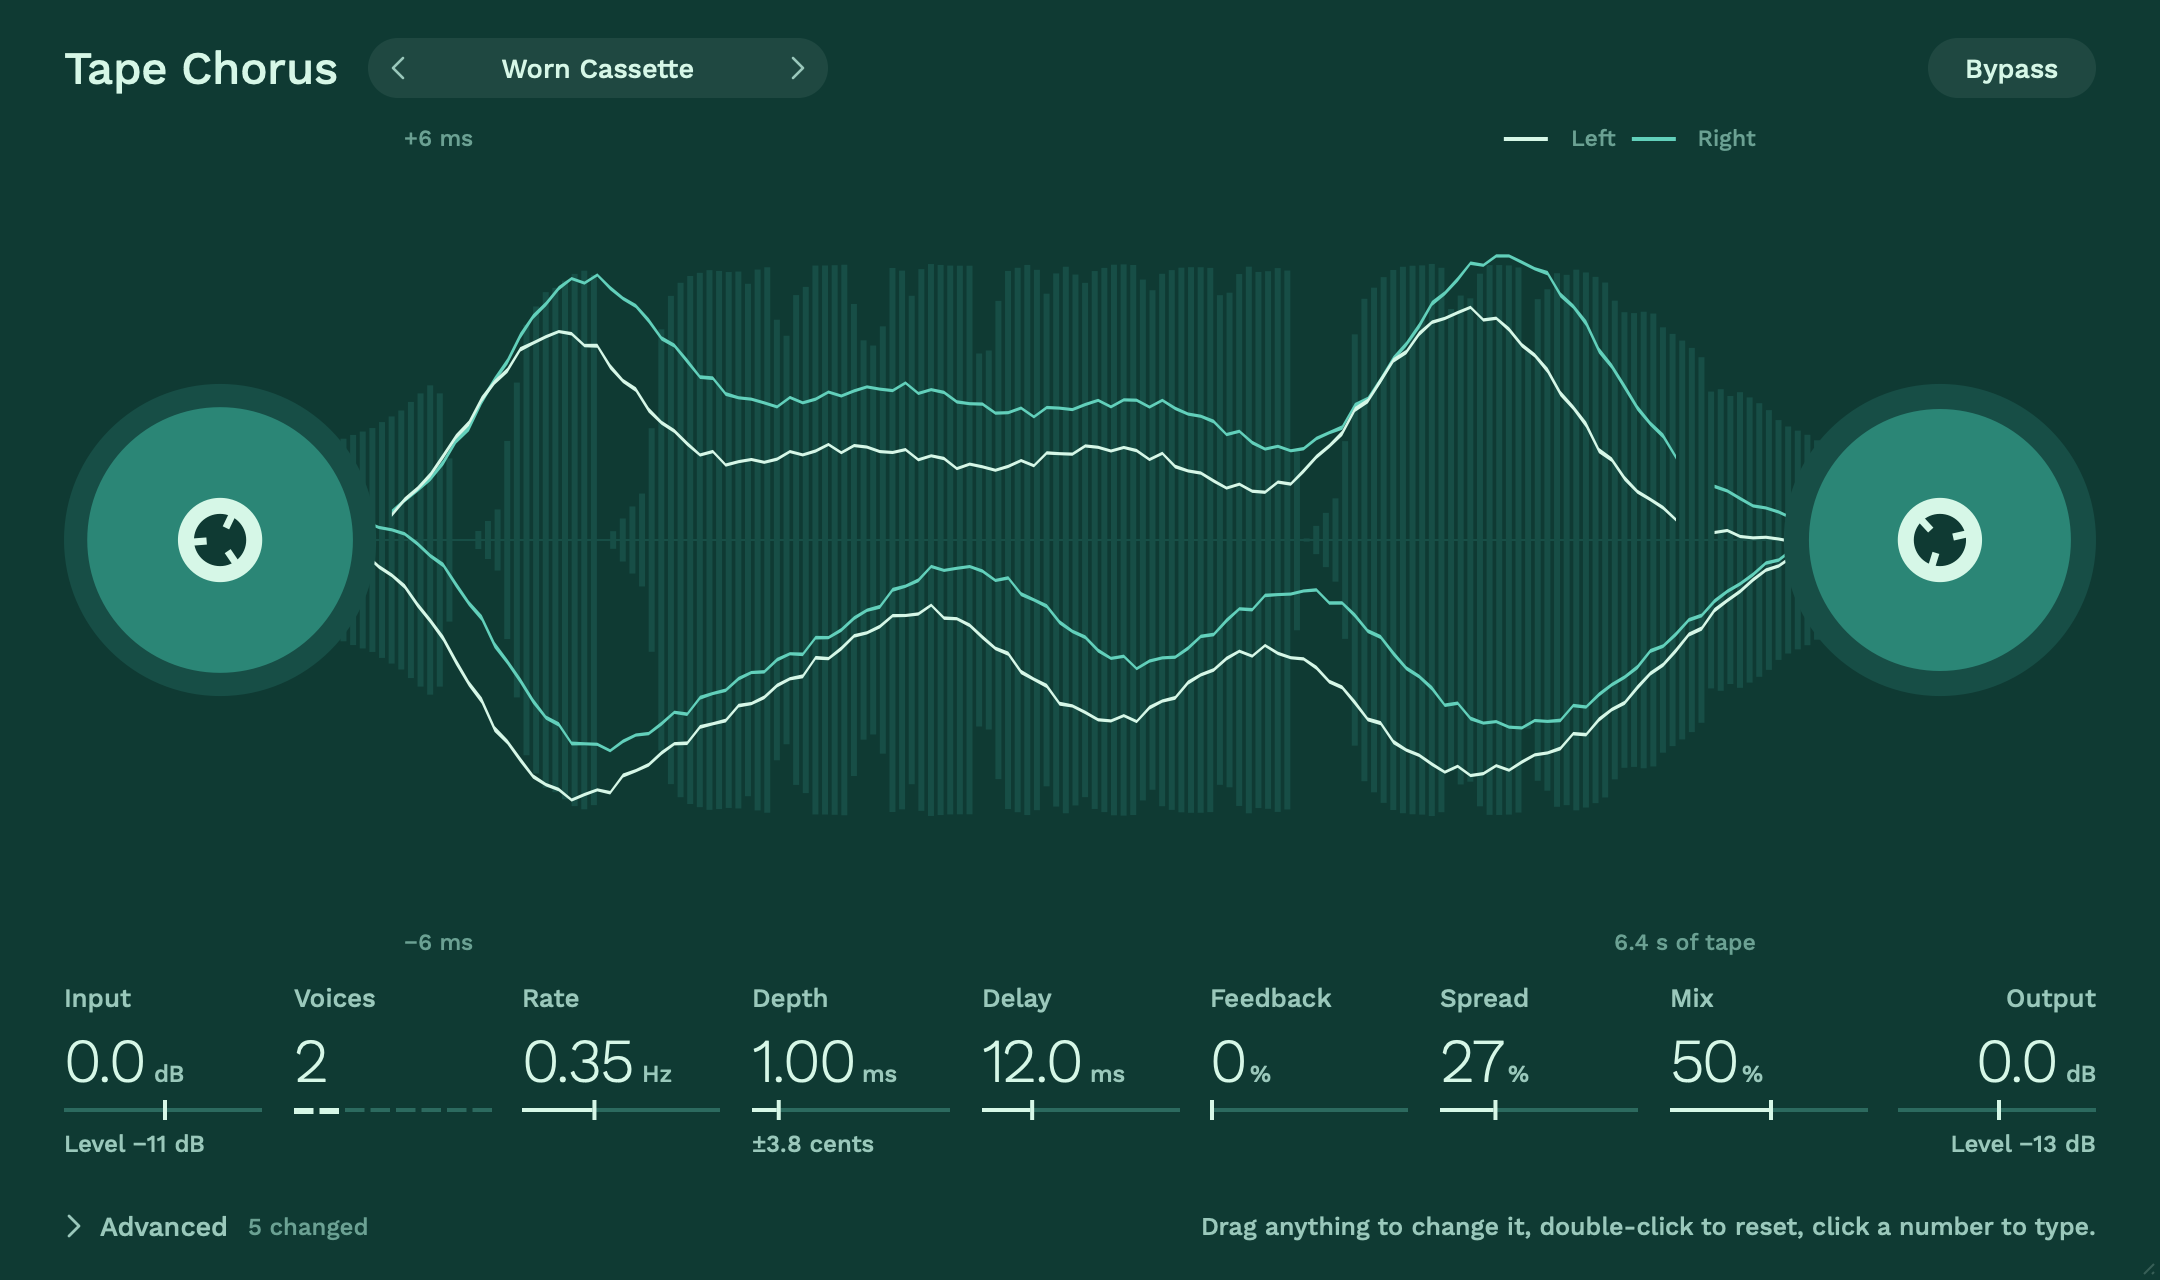 Tape Chorus
Worn Cassette
Bypass
+6 ms
Left
Right
−6 ms
6.4 s of tape
Input
Voices
Rate
Depth
Delay
Feedback
Spread
Mix
Output
0.0 dB
2
0.35 Hz
1.00 ms
12.0 ms
0 %
27 %
50 %
0.0 dB
Level −11 dB
±3.8 cents
Level −13 dB
Advanced
5 changed
Drag anything to change it, double-click to reset, click a number to type.